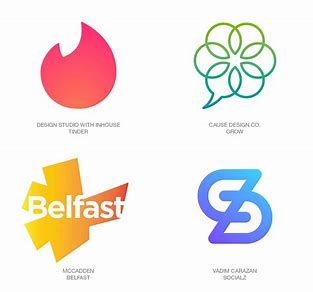 DESIGN STUDIO WITH INHOUSE
TINDER
CAUSE DESIGN CO.
GROW
Belfast
MCCADDEN
BELFAST
VADIM CARAZAN
SOCIALZ